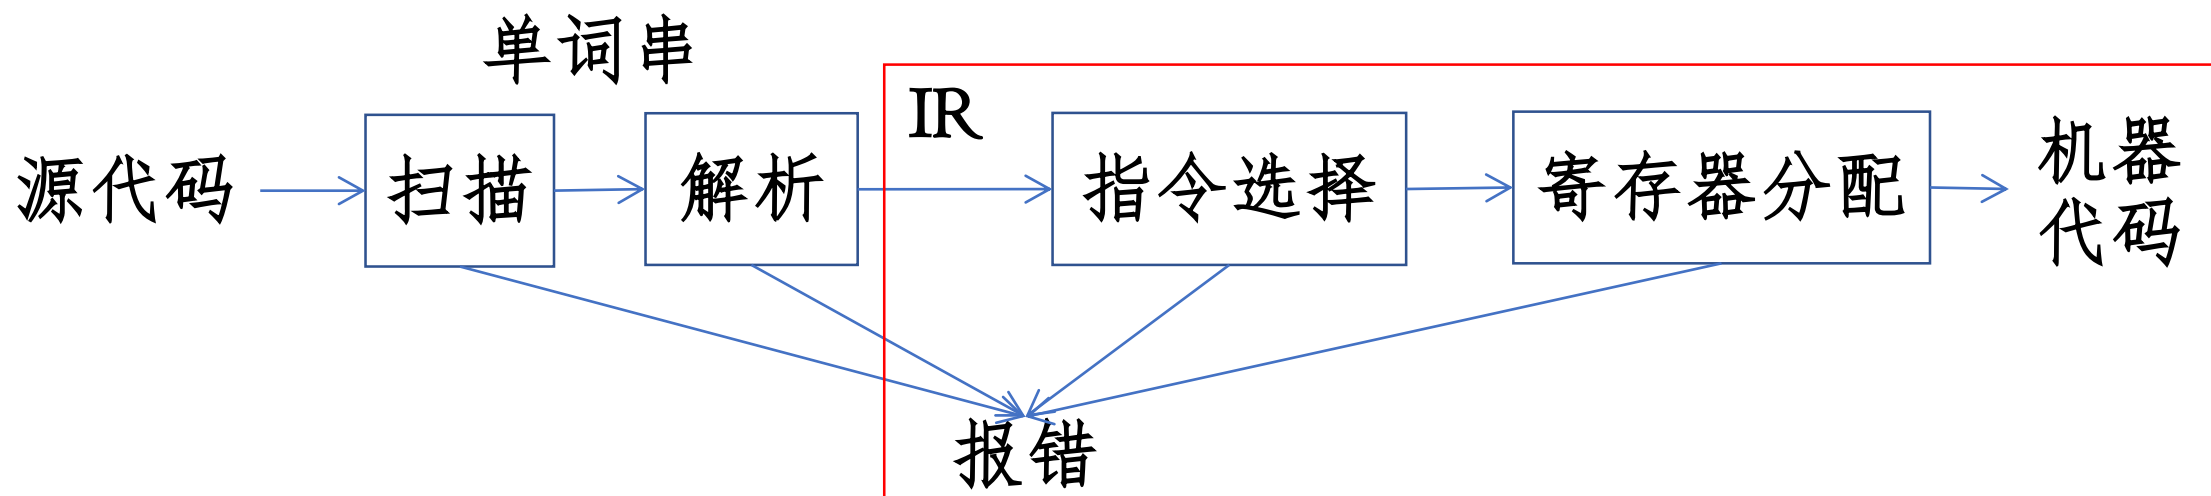 单词串
IR
源代码
扫描
解析
指令选择
寄存器分配
机器
代码
报错